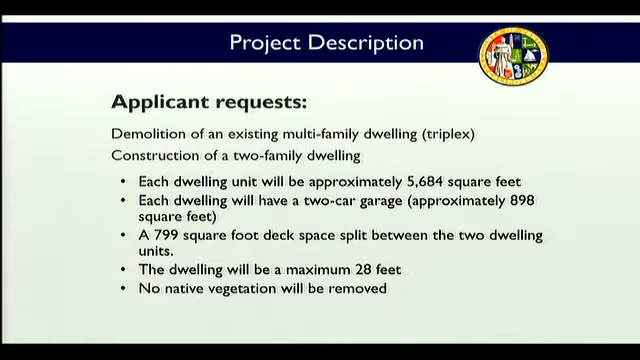 Project Description
Applicant requests:
Demolition of an existing multi-family dwelling (triplex)
Construction of a two-family dwelling
• Each dwelling unit will be approximately 5,684 square feet
• Each dwelling will have a two-car garage (approximately 898
square feet)
• A 799 square foot deck space split between the two dwelling
units.
• The dwelling will be a maximum 28 feet
• No native vegetation will be removed